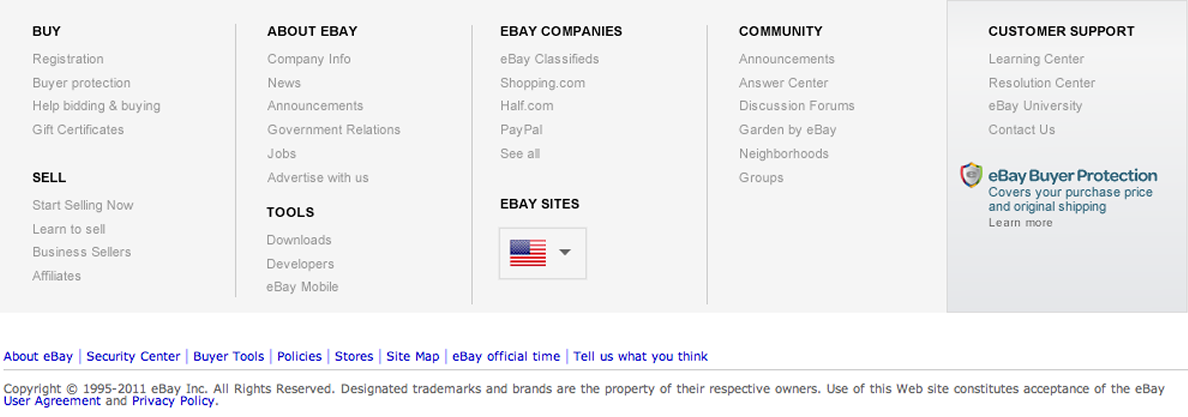 BUY
Registration
Buyer protection
Help bidding & buying
Gift Certificates
SELL
Start Selling Now
Learn to sell
Business Sellers
Affiliates
ABOUT EBAY
Company Info
News
Announcements
Government Relations
Jobs
Advertise with us
TOOLS
Downloads
Developers
eBay Mobile
EBAY COMPANIES
eBay Classifieds
Shopping.com
Half.com
PayPal
See all
EBAY SITES
COMMUNITY
Announcements
Answer Center
Discussion Forums
Garden by eBay
Neighborhoods
Groups
CUSTOMER SUPPORT
Learning Center
Resolution Center
eBay University
Contact Us
eBay Buyer Protection
Covers your purchase price
and original shipping
Learn more
About eBay | Security Center | Buyer Tools | Policies | Stores | Site Map | eBay official time | Tell us what you think
Copyright © 1995-2011 eBay Inc. All Rights Reserved. Designated trademarks and brands are the property of their respective owners. Use of this Web site constitutes acceptance of the eBay
User Agreement and Privacy Policy.